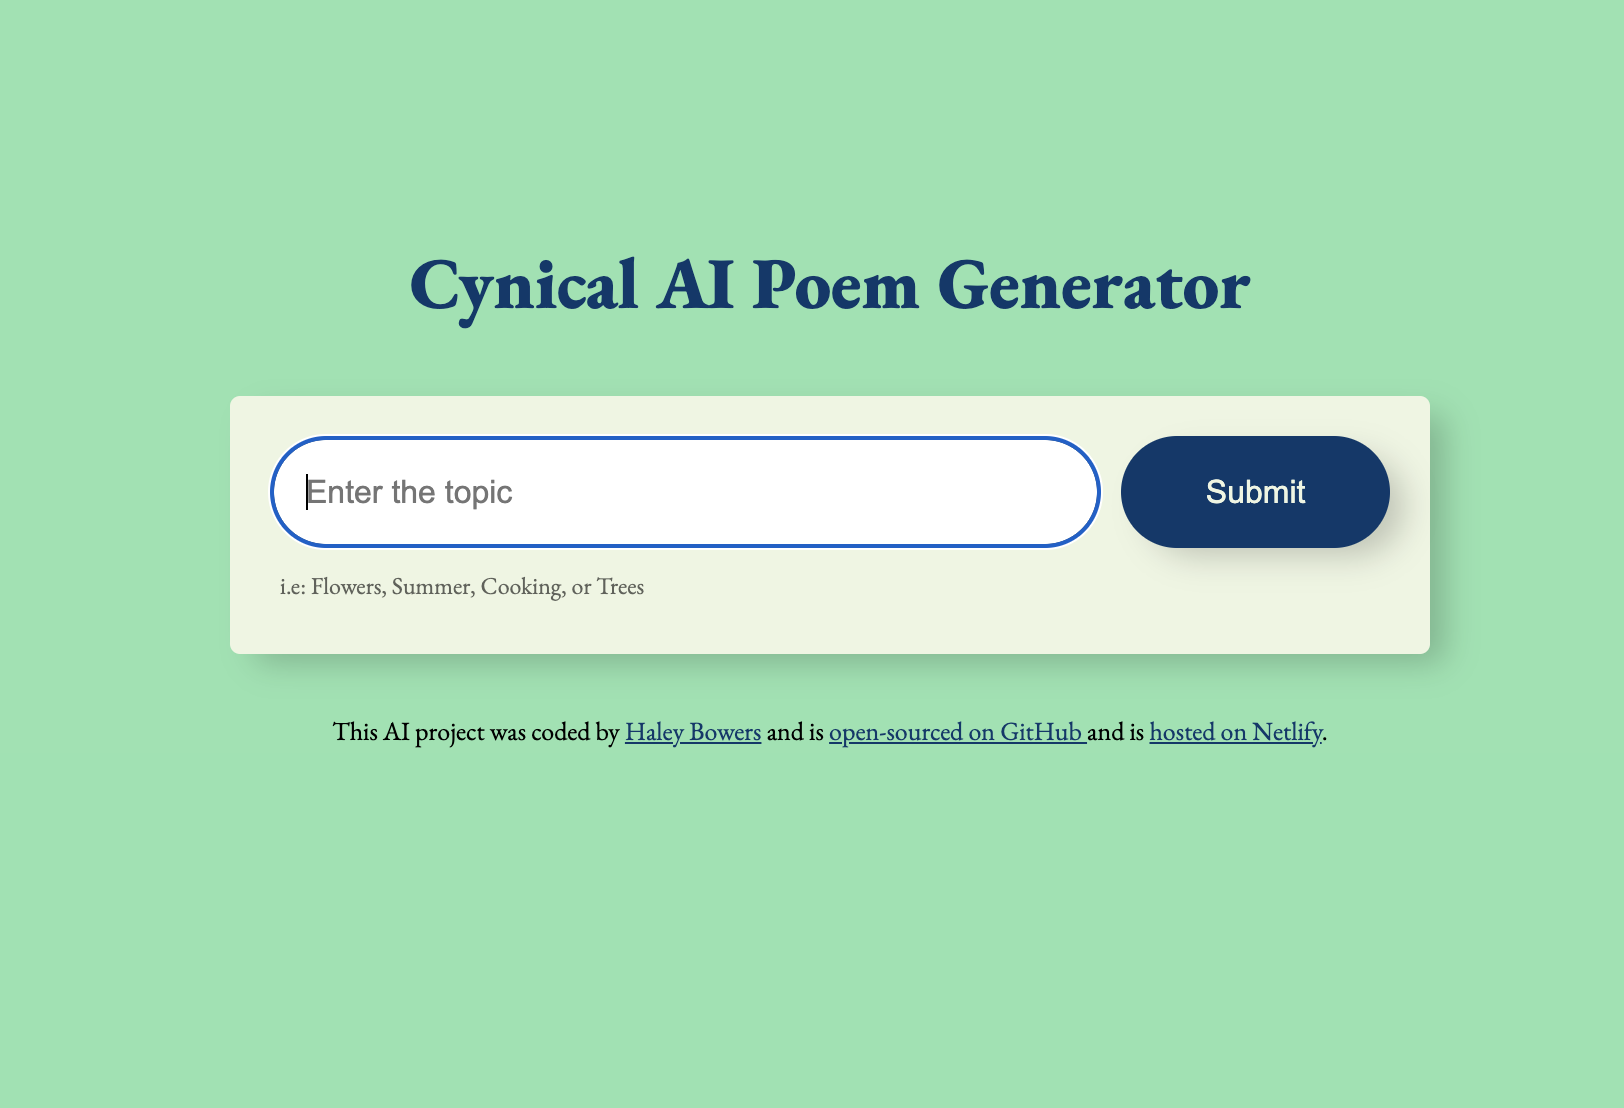 Cynical AI Poem Generator
Enter the topic
Submit
i.e: Flowers, Summer, Cooking, or Trees
This AI project was coded by Haley Bowers and is open-sourced on GitHub and is hosted on Netlify.